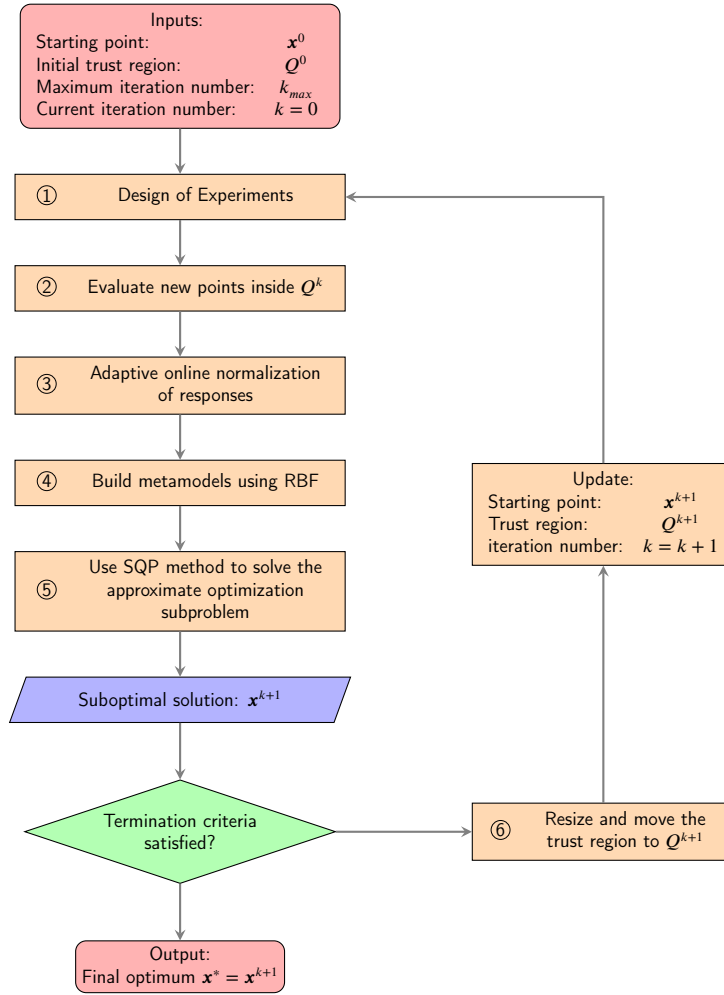 Inputs:
Starting point: x^0
Initial trust region: Q^0
Maximum iteration number: k_max
Current iteration number: k = 0
① Design of Experiments
② Evaluate new points inside Q^k
③ Adaptive online normalization
of responses
④ Build metamodels using RBF
⑤ Use SQP method to solve the
approximate optimization
subproblem
Suboptimal solution: x^{k+1}
Termination criteria
satisfied?
⑥ Resize and move the
trust region to Q^{k+1}
Update:
Starting point: x^{k+1}
Trust region: Q^{k+1}
iteration number: k = k + 1
Output:
Final optimum x^* = x^{k+1}